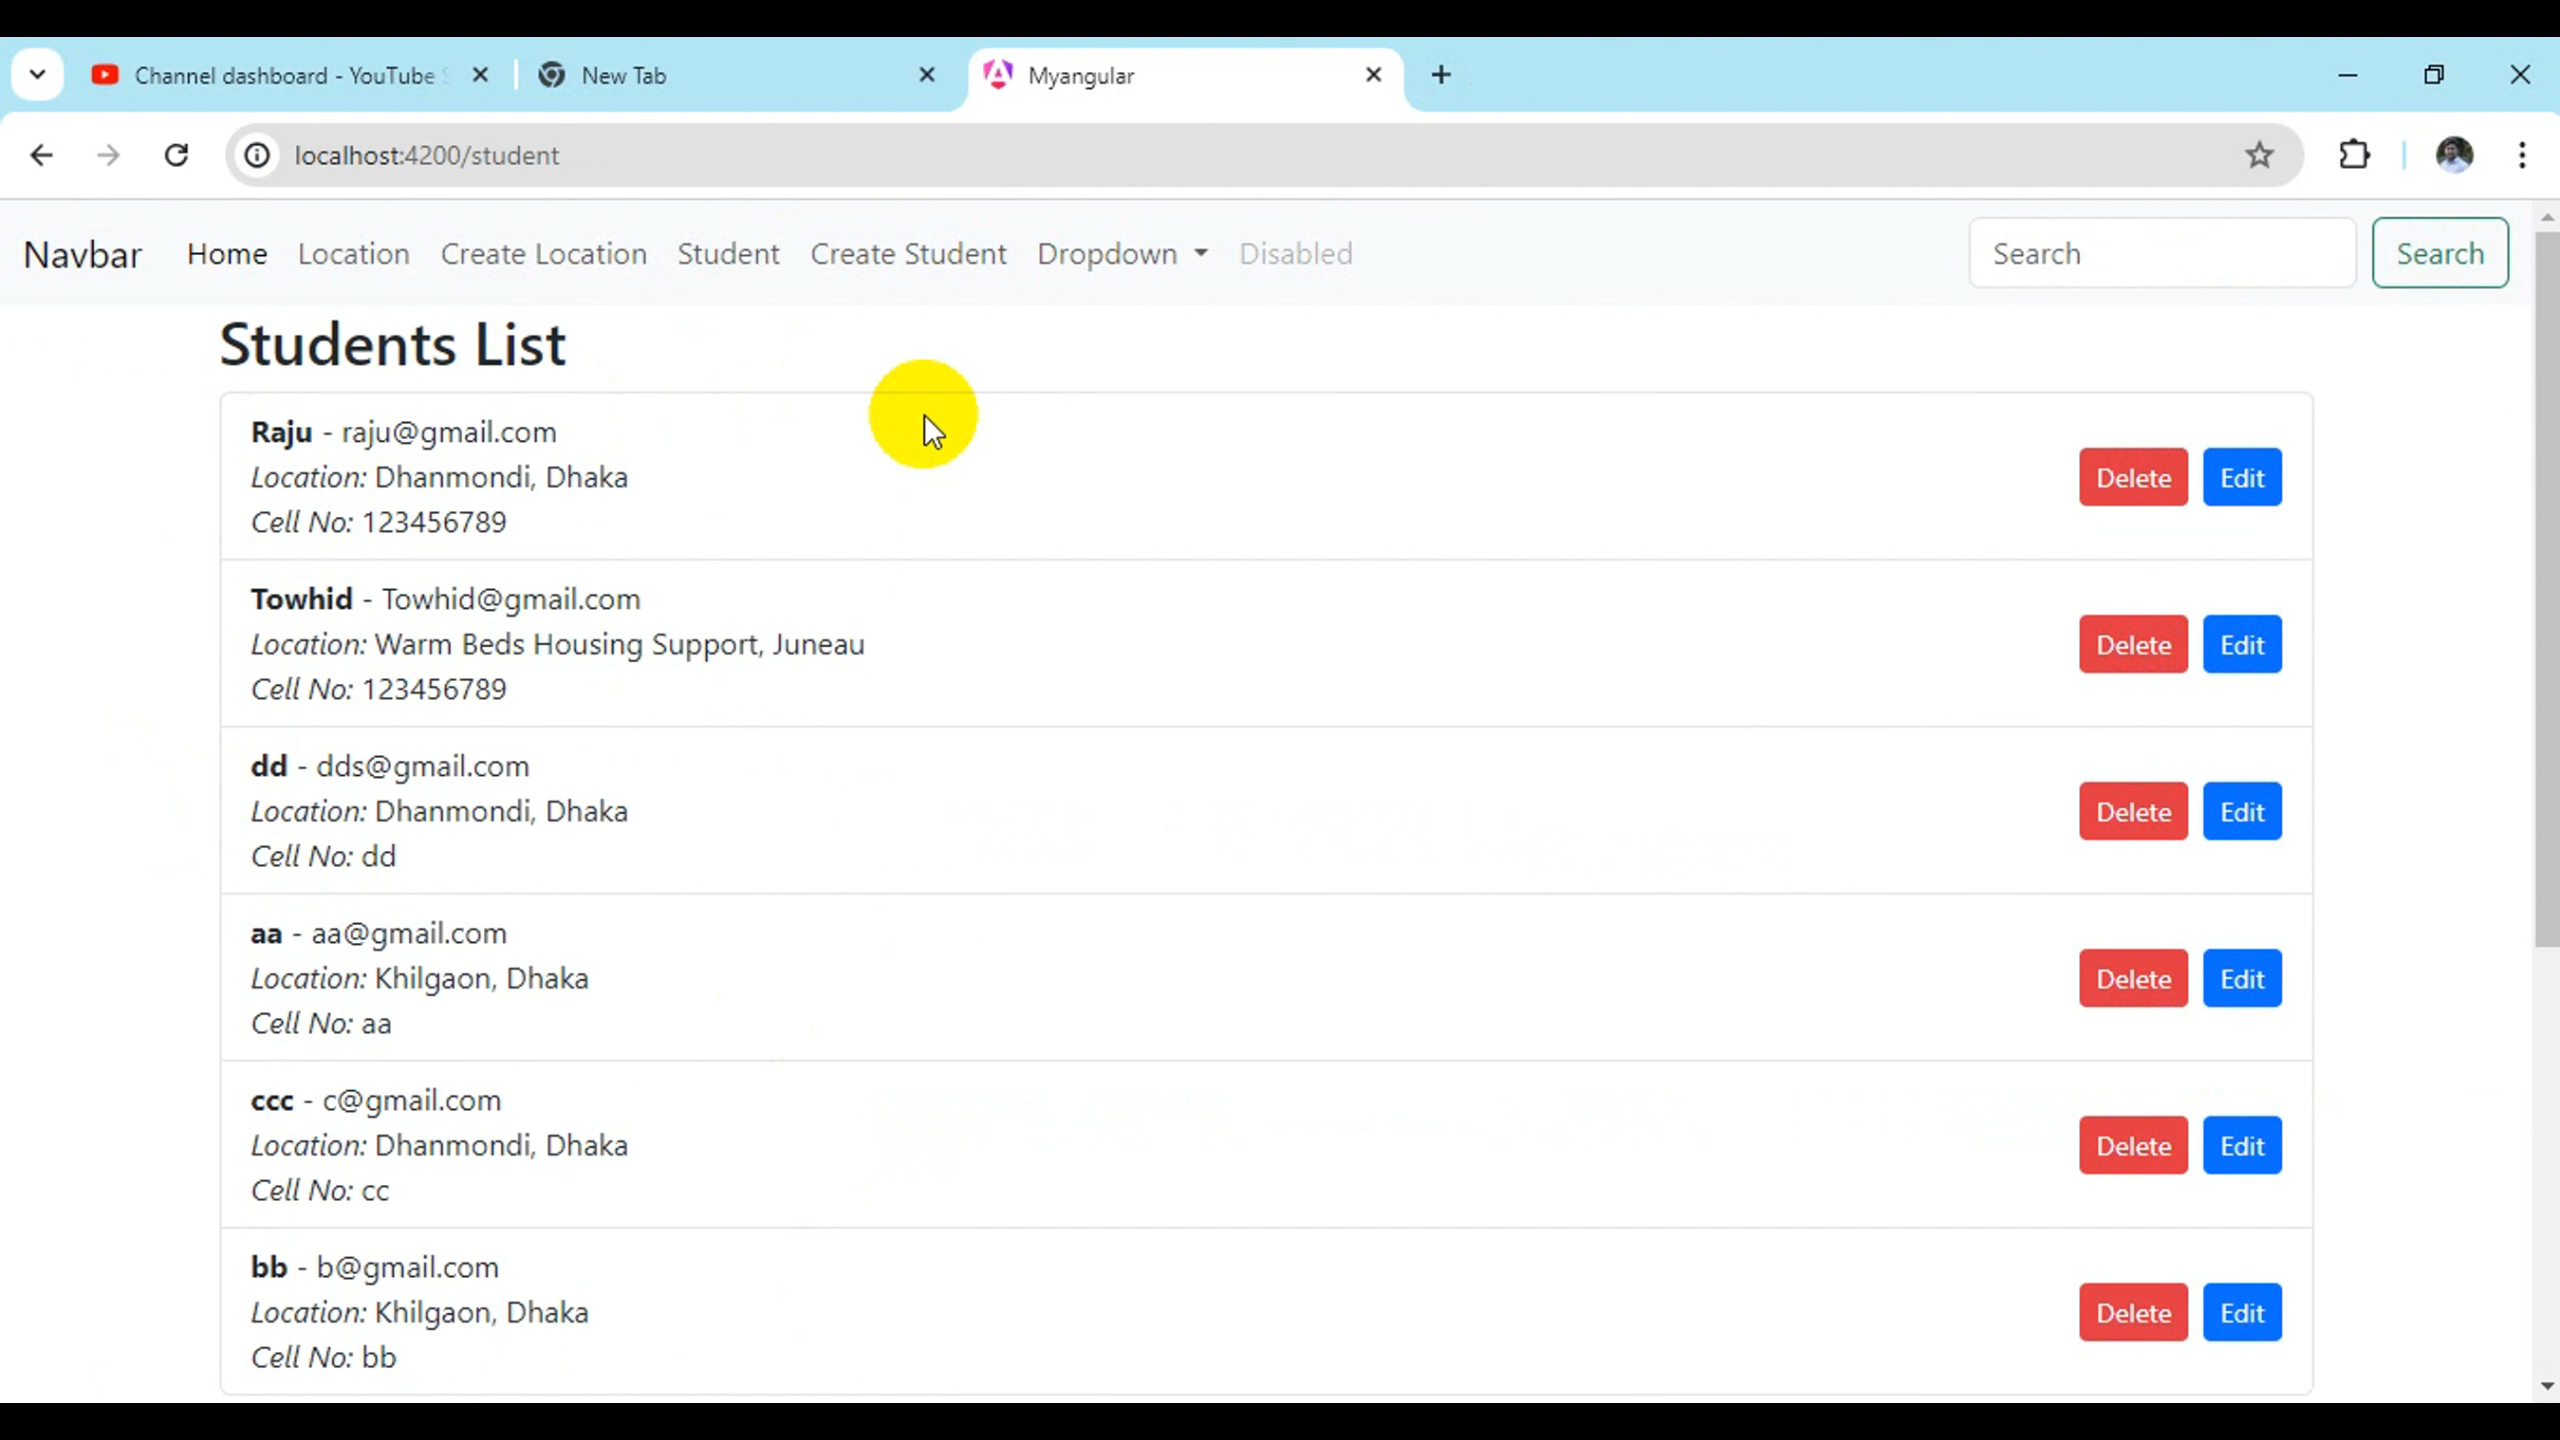 Channel dashboard - YouTube
New Tab
Myangular
localhost:4200/student
Navbar Home Location Create Location Student Create Student Dropdown Disabled Search Search
Students List
Raju - raju@gmail.com
Location: Dhanmondi, Dhaka
Cell No: 123456789
Delete Edit
Towhid - Towhid@gmail.com
Location: Warm Beds Housing Support, Juneau
Cell No: 123456789
Delete Edit
dd - dds@gmail.com
Location: Dhanmondi, Dhaka
Cell No: dd
Delete Edit
aa - aa@gmail.com
Location: Khilgaon, Dhaka
Cell No: aa
Delete Edit
ccc - c@gmail.com
Location: Dhanmondi, Dhaka
Cell No: cc
Delete Edit
bb - b@gmail.com
Location: Khilgaon, Dhaka
Cell No: bb
Delete Edit